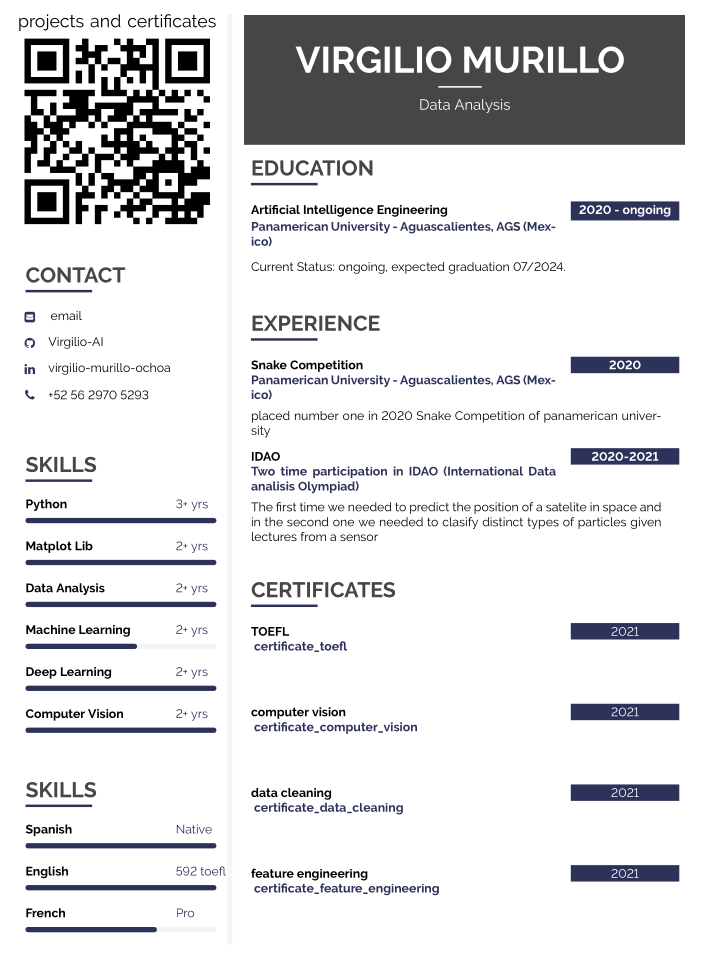 projects and certificates
CONTACT
email
Virgilio-AI
virgilio-murillo-ochoa
+52 56 2970 5293
SKILLS
Python 3+ yrs
Matplot Lib 2+ yrs
Data Analysis 2+ yrs
Machine Learning 2+ yrs
Deep Learning 2+ yrs
Computer Vision 2+ yrs
SKILLS
Spanish Native
English 592 toefl
French Pro
VIRGILIO MURILLO
Data Analysis
EDUCATION
Artificial Intelligence Engineering 2020 - ongoing
Panamerican University - Aguascalientes, AGS (Mex-
ico)
Current Status: ongoing, expected graduation 07/2024.
EXPERIENCE
Snake Competition 2020
Panamerican University - Aguascalientes, AGS (Mex-
ico)
placed number one in 2020 Snake Competition of panamerican univer-
sity
IDAO 2020-2021
Two time participation in IDAO (International Data
analisis Olympiad)
The first time we needed to predict the position of a satelite in space and
in the second one we needed to clasify distinct types of particles given
lectures from a sensor
CERTIFICATES
TOEFL 2021
certificate_toefl
computer vision 2021
certificate_computer_vision
data cleaning 2021
certificate_data_cleaning
feature engineering 2021
certificate_feature_engineering